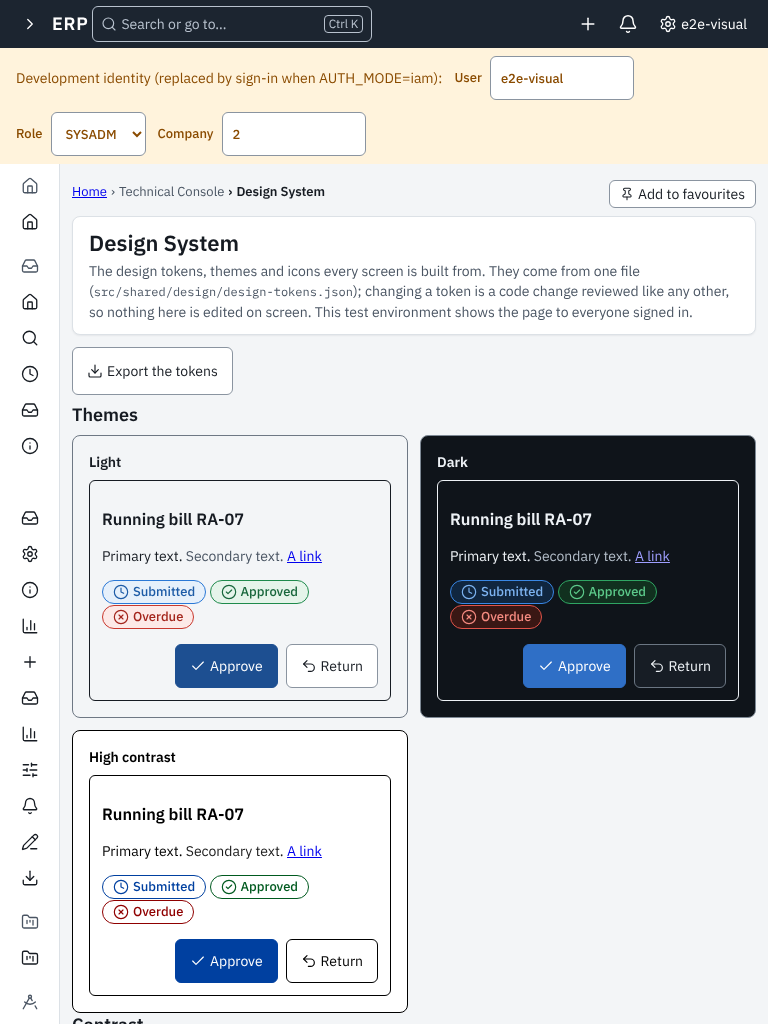 ERP
Search or go to...
Ctrl K
e2e-visual
Development identity (replaced by sign-in when AUTH_MODE=iam): User e2e-visual
Role SYSADM Company 2
Home › Technical Console › Design System
Add to favourites
Design System
The design tokens, themes and icons every screen is built from. They come from one file
(src/shared/design/design-tokens.json); changing a token is a code change reviewed like any other,
so nothing here is edited on screen. This test environment shows the page to everyone signed in.
Export the tokens
Themes
Light
Running bill RA-07
Primary text. Secondary text. A link
Submitted Approved
Overdue
Approve Return
Dark
Running bill RA-07
Primary text. Secondary text. A link
Submitted Approved
Overdue
Approve Return
High contrast
Running bill RA-07
Primary text. Secondary text. A link
Submitted Approved
Overdue
Approve Return
Contrast